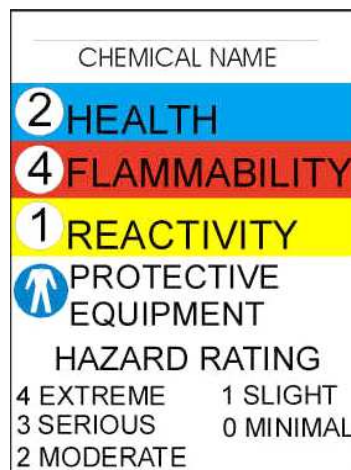 CHEMICAL NAME
2 HEALTH
4 FLAMMABILITY
1 REACTIVITY
PROTECTIVE
EQUIPMENT
HAZARD RATING
4 EXTREME 1 SLIGHT
3 SERIOUS 0 MINIMAL
2 MODERATE